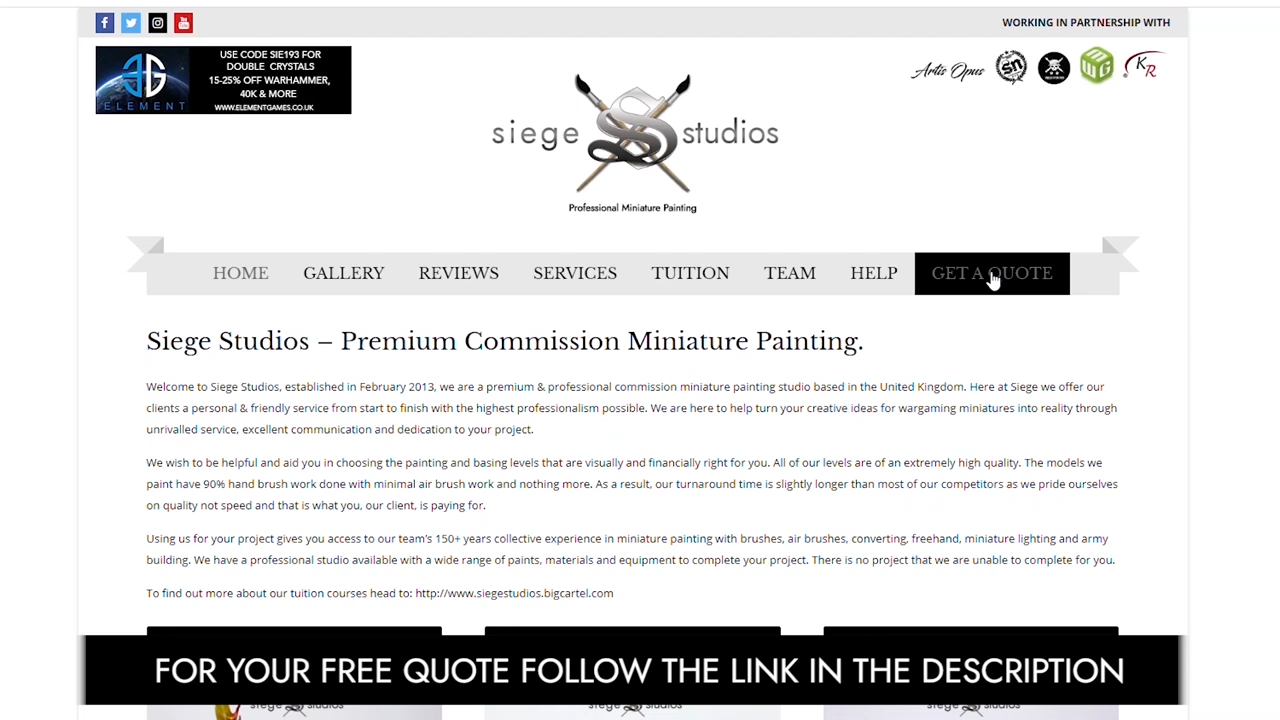 WORKING IN PARTNERSHIP WITH
USE CODE SIE193 FOR
DOUBLE CRYSTALS
15-25% OFF WARHAMMER,
40K & MORE
WWW.ELEMENTGAMES.CO.UK
ELEMENT
Artis Opus
KR
siege S studios
Professional Miniature Painting
HOME GALLERY REVIEWS SERVICES TUITION TEAM HELP GET A QUOTE
Siege Studios – Premium Commission Miniature Painting.
Welcome to Siege Studios, established in February 2013, we are a premium & professional commission miniature painting studio based in the United Kingdom. Here at Siege we offer our
clients a personal & friendly service from start to finish with the highest professionalism possible. We are here to help turn your creative ideas for wargaming miniatures into reality through
unrivalled service, excellent communication and dedication to your project.
We wish to be helpful and aid you in choosing the painting and basing levels that are visually and financially right for you. All of our levels are of an extremely high quality. The models we
paint have 90% hand brush work done with minimal air brush work and nothing more. As a result, our turnaround time is slightly longer than most of our competitors as we pride ourselves
on quality not speed and that is what you, our client, is paying for.
Using us for your project gives you access to our team's 150+ years collective experience in miniature painting with brushes, air brushes, converting, freehand, miniature lighting and army
building. We have a professional studio available with a wide range of paints, materials and equipment to complete your project. There is no project that we are unable to complete for you.
To find out more about our tuition courses head to: http://www.siegestudios.bigcartel.com
FOR YOUR FREE QUOTE FOLLOW THE LINK IN THE DESCRIPTION